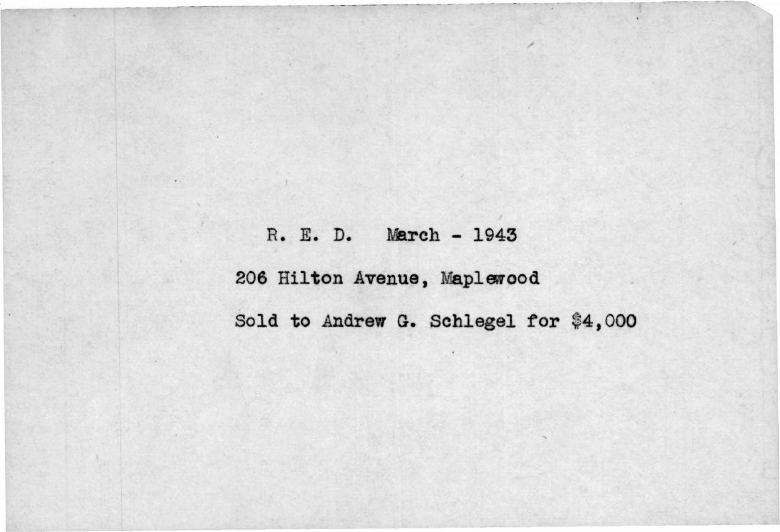 R. E. D. March - 1943
206 Hilton Avenue, Maplewood
Sold to Andrew G. Schlegel for $4,000